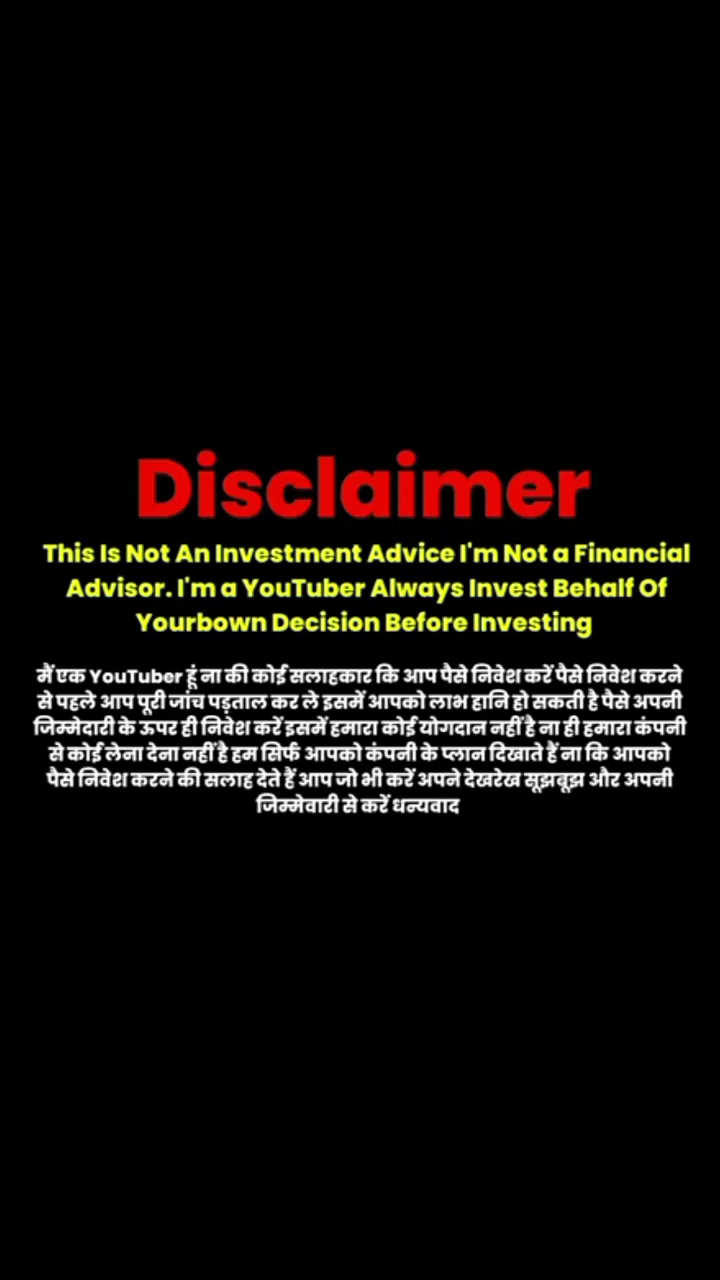 Disclaimer
This Is Not An Investment Advice I'm Not a Financial
Advisor. I'm a YouTuber Always Invest Behalf Of
Yourbown Decision Before Investing
मैं एक YouTuber हूं ना की कोई सलाहकार कि आप पैसे निवेश करें पैसे निवेश करने
से पहले आप पूरी जांच पड़ताल कर ले इसमें आपको लाभ हानि हो सकती है पैसे अपनी
जिम्मेदारी के ऊपर ही निवेश करें इसमें हमारा कोई योगदान नहीं है ना ही हमारा कंपनी
से कोई लेना देना नहीं है हम सिर्फ आपको कंपनी के प्लान दिखाते हैं ना कि आपको
पैसे निवेश करने की सलाह देते हैं आप जो भी करें अपने देखरेख सूझबूझ और अपनी
जिम्मेवारी से करें धन्यवाद